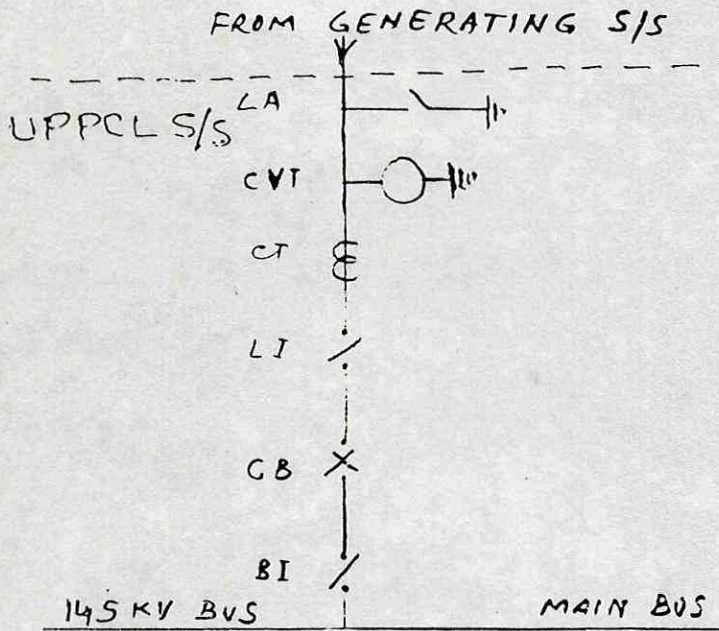 FROM GENERATING S/S
LA
UPPCL S/S
CVT
CT
LI
CB
BI
145 KV BUS MAIN BUS